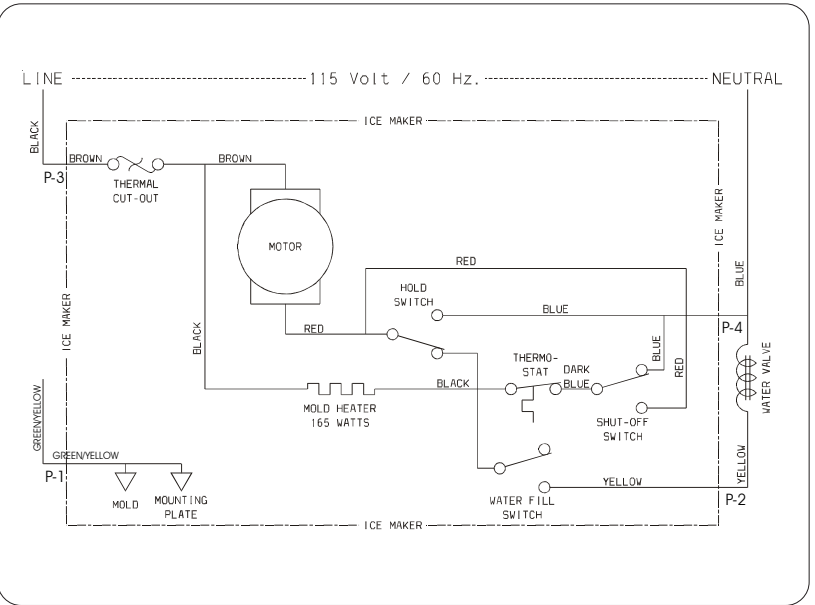 LINE 115 Volt / 60 Hz. NEUTRAL
ICE MAKER
BLACK
BROWN
BROWN
P-3
THERMAL
CUT-OUT
ICE MAKER
MOTOR
RED
BLUE
HOLD
SWITCH
BLUE
ICE MAKER
RED
BLACK
P-4
THERMO-
STAT
DARK
BLUE
BLUE
RED
WATER VALVE
BLACK
MOLD HEATER
165 WATTS
SHUT-OFF
SWITCH
GREEN/YELLOW
GREEN/YELLOW
P-1
MOLD
MOUNTING
PLATE
YELLOW
YELLOW
WATER FILL
SWITCH
P-2
ICE MAKER